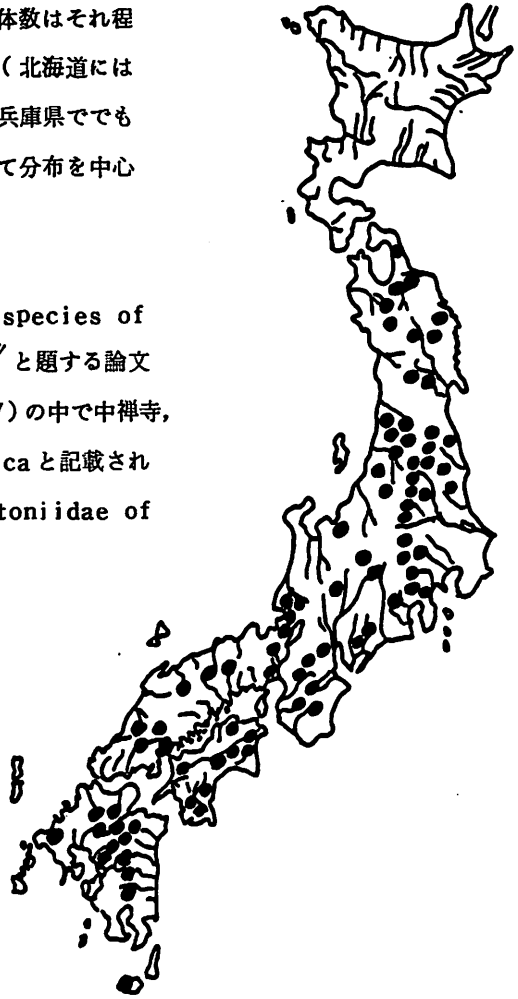 体数はそれ程
( 北海道には
兵庫県ででも
て分布を中心
species of
〃と題する論文
)の中で中禅寺,
caと記載され
toniidae of